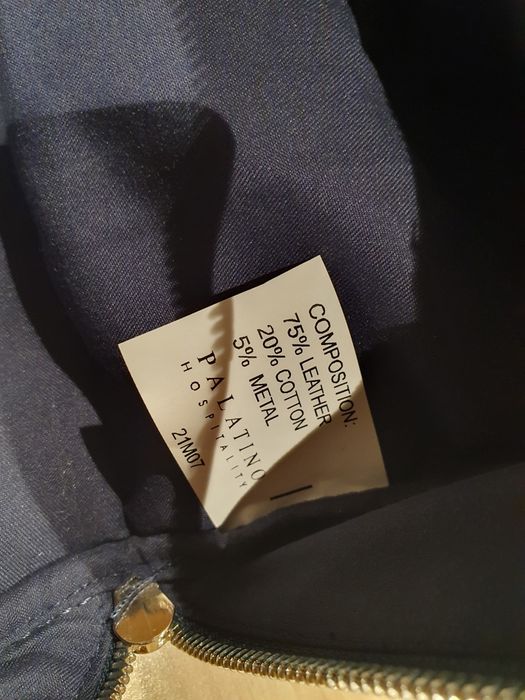 COMPOSITION:
75% LEATHER
20% COTTON
5% METAL
PALATINO
HOSPITALITY
21M07